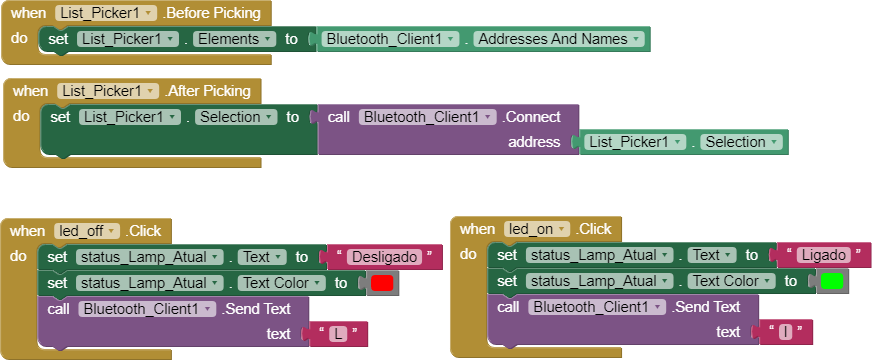 when List_Picker1 .Before Picking
do set List_Picker1 . Elements to Bluetooth_Client1 . Addresses And Names
when List_Picker1 .After Picking
do set List_Picker1 . Selection to call Bluetooth_Client1 .Connect
address List_Picker1 . Selection
when led_off .Click
do set status_Lamp_Atual . Text to “ Desligado ”
set status_Lamp_Atual . Text Color to
call Bluetooth_Client1 .Send Text
text “ L ”
when led_on .Click
do set status_Lamp_Atual . Text to “ Ligado ”
set status_Lamp_Atual . Text Color to
call Bluetooth_Client1 .Send Text
text “ l ”